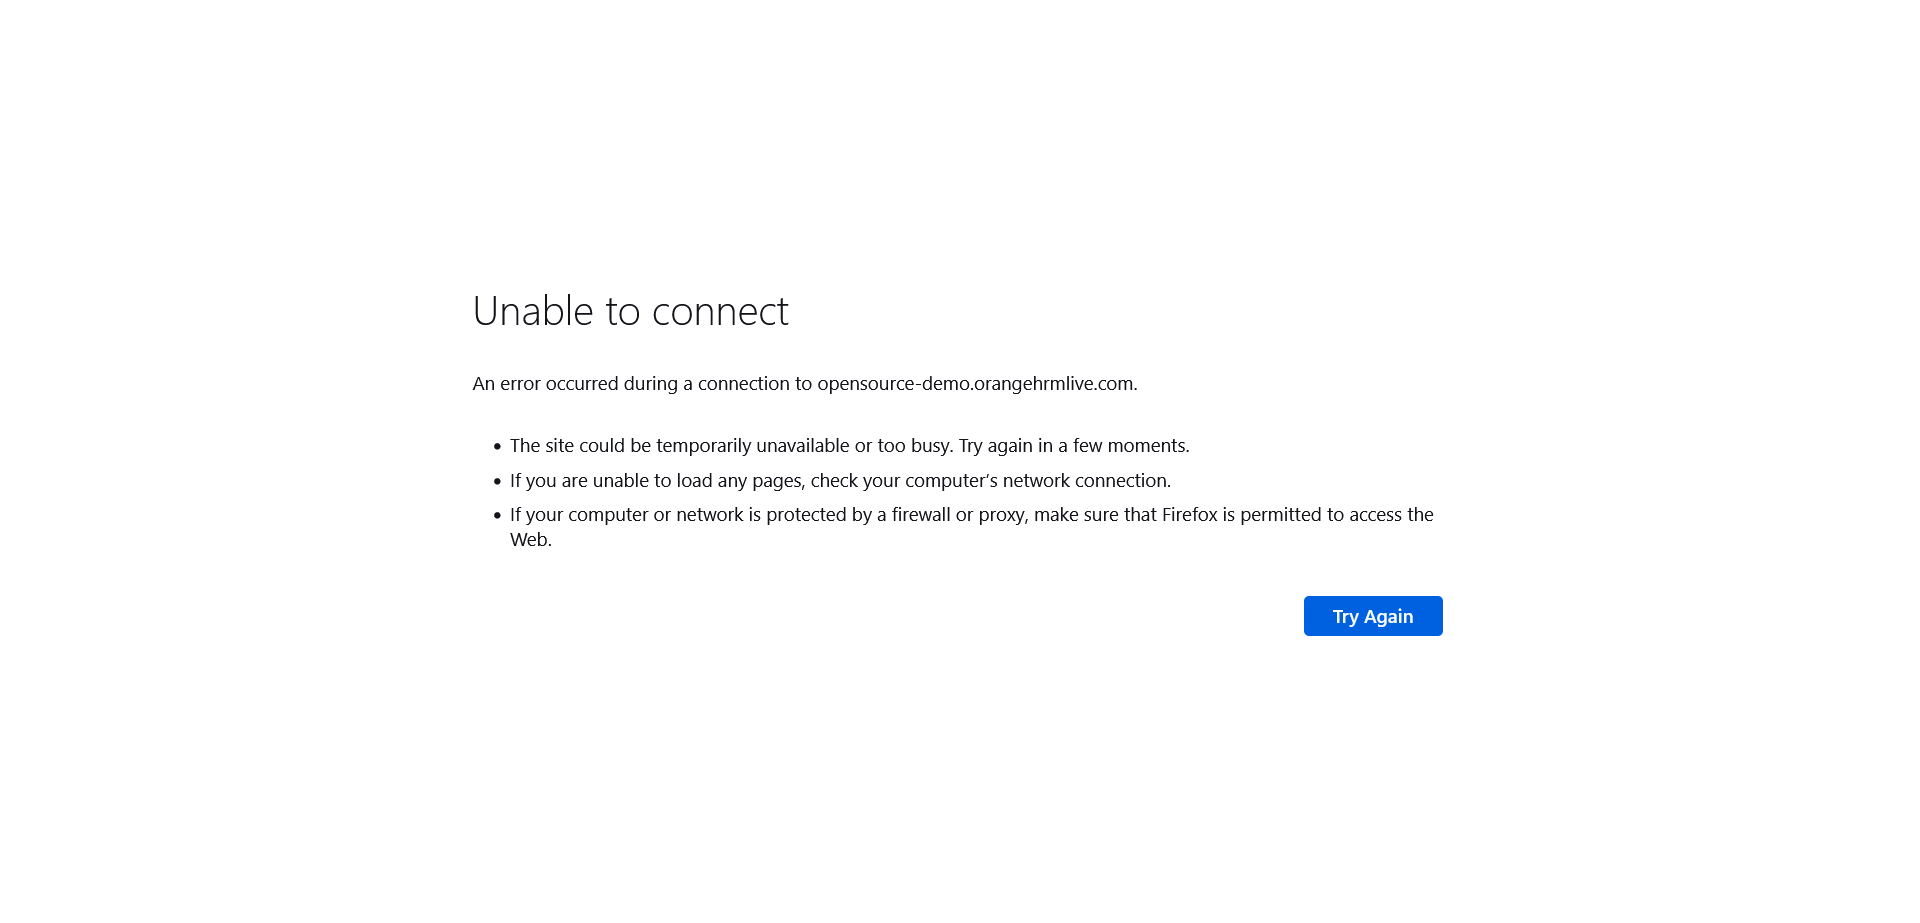 Unable to connect
An error occurred during a connection to opensource-demo.orangehrmlive.com.
• The site could be temporarily unavailable or too busy. Try again in a few moments.
• If you are unable to load any pages, check your computer’s network connection.
• If your computer or network is protected by a firewall or proxy, make sure that Firefox is permitted to access the
Web.
Try Again